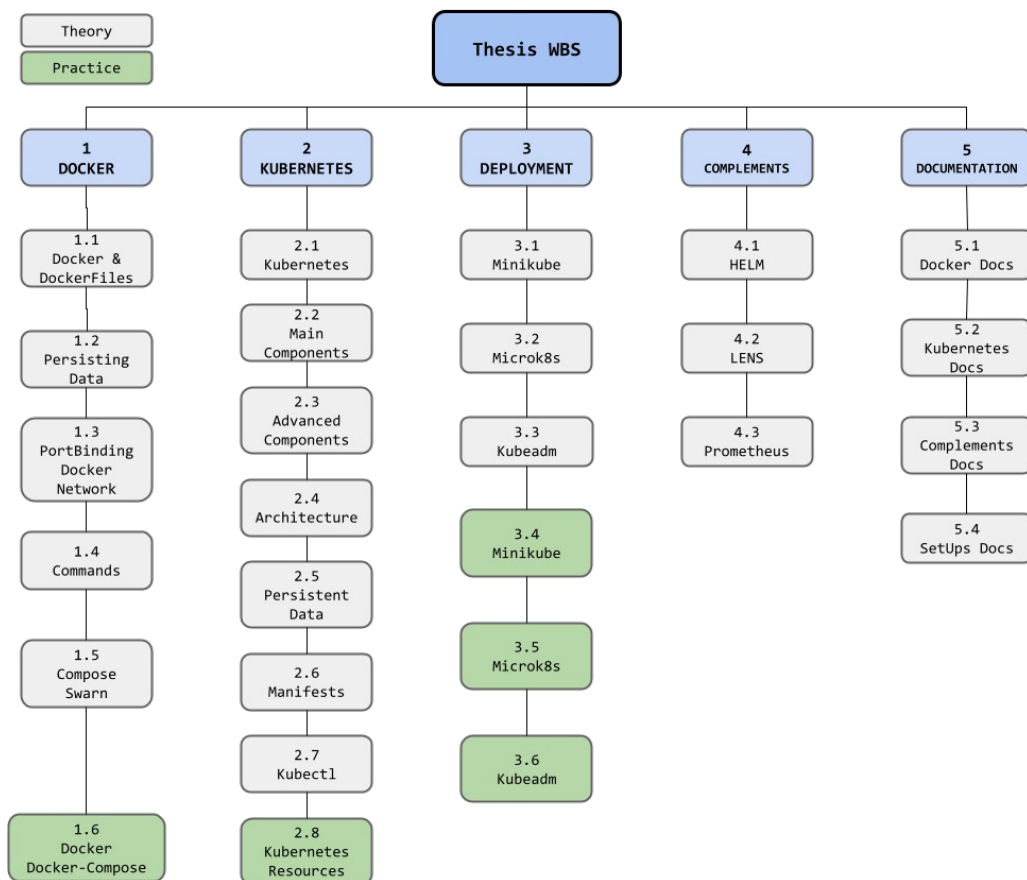 Theory
Practice
Thesis WBS
1
DOCKER
1.1
Docker &
DockerFiles
1.2
Persisting
Data
1.3
PortBinding
Docker
Network
1.4
Commands
1.5
Compose
Swarn
1.6
Docker
Docker-Compose
2
KUBERNETES
2.1
Kubernetes
2.2
Main
Components
2.3
Advanced
Components
2.4
Architecture
2.5
Persistent
Data
2.6
Manifests
2.7
Kubectl
2.8
Kubernetes
Resources
3
DEPLOYMENT
3.1
Minikube
3.2
Microk8s
3.3
Kubeadm
3.4
Minikube
3.5
Microk8s
3.6
Kubeadm
4
COMPLEMENTS
4.1
HELM
4.2
LENS
4.3
Prometheus
5
DOCUMENTATION
5.1
Docker Docs
5.2
Kubernetes
Docs
5.3
Complements
Docs
5.4
SetUps Docs